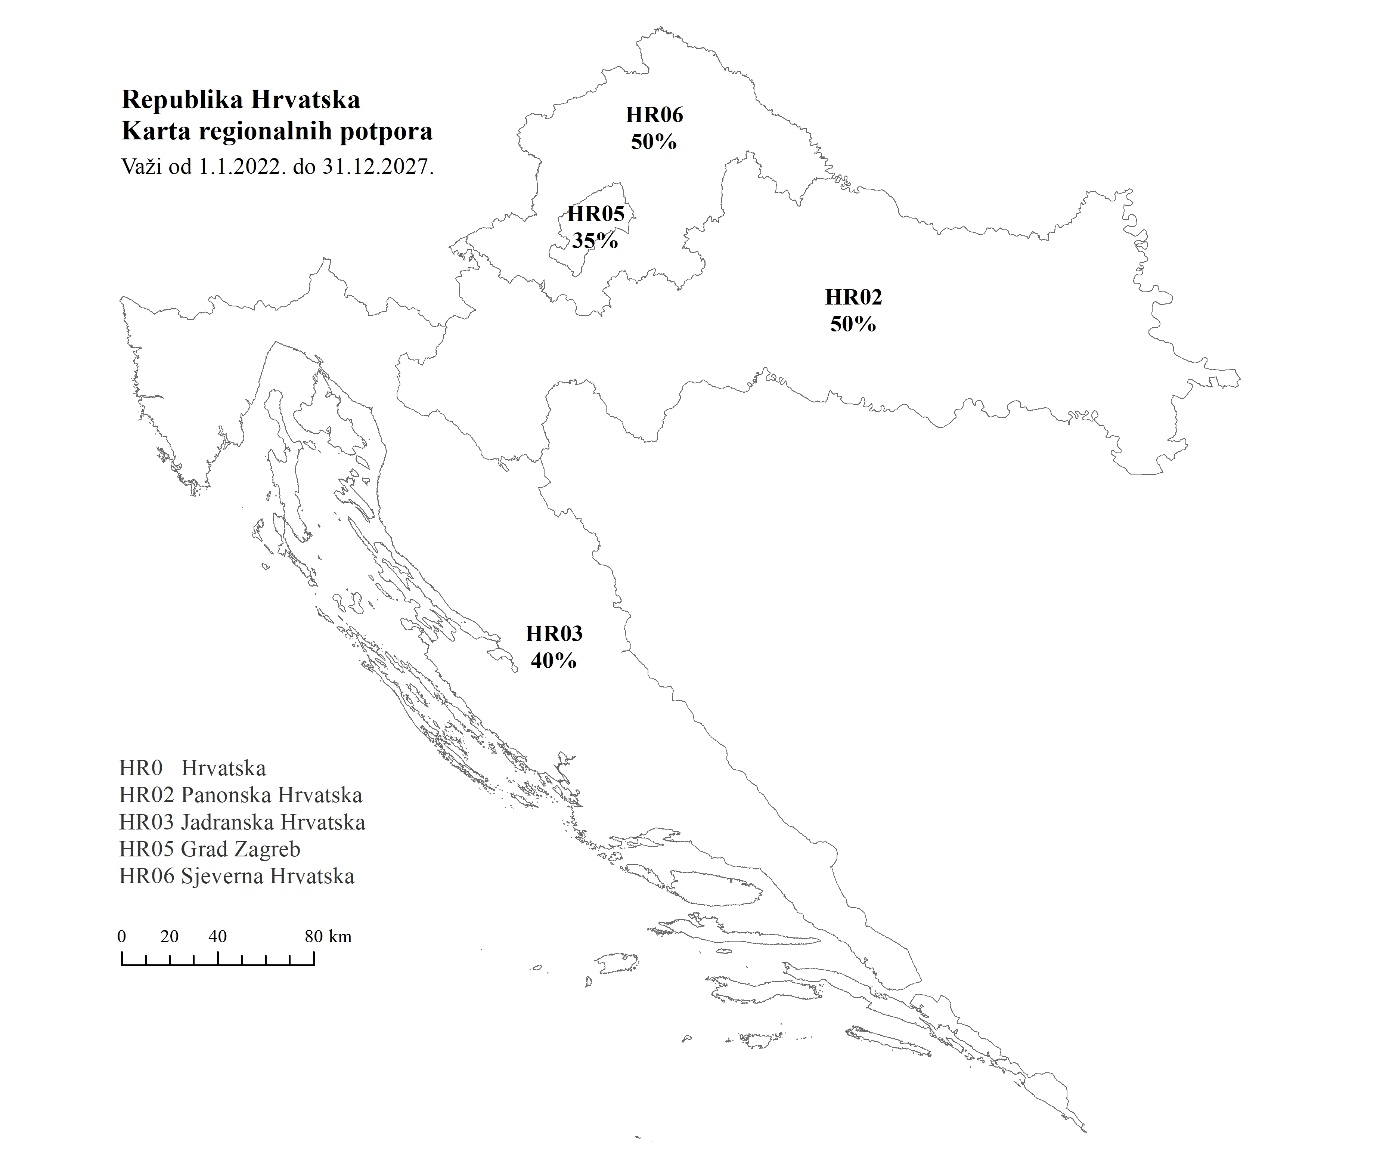 Republika Hrvatska
Karta regionalnih potpora
Važi od 1.1.2022. do 31.12.2027.
HR06
50%
HR05
35%
HR02
50%
HR03
40%
HR0 Hrvatska
HR02 Panonska Hrvatska
HR03 Jadranska Hrvatska
HR05 Grad Zagreb
HR06 Sjeverna Hrvatska
0 20 40 80 km